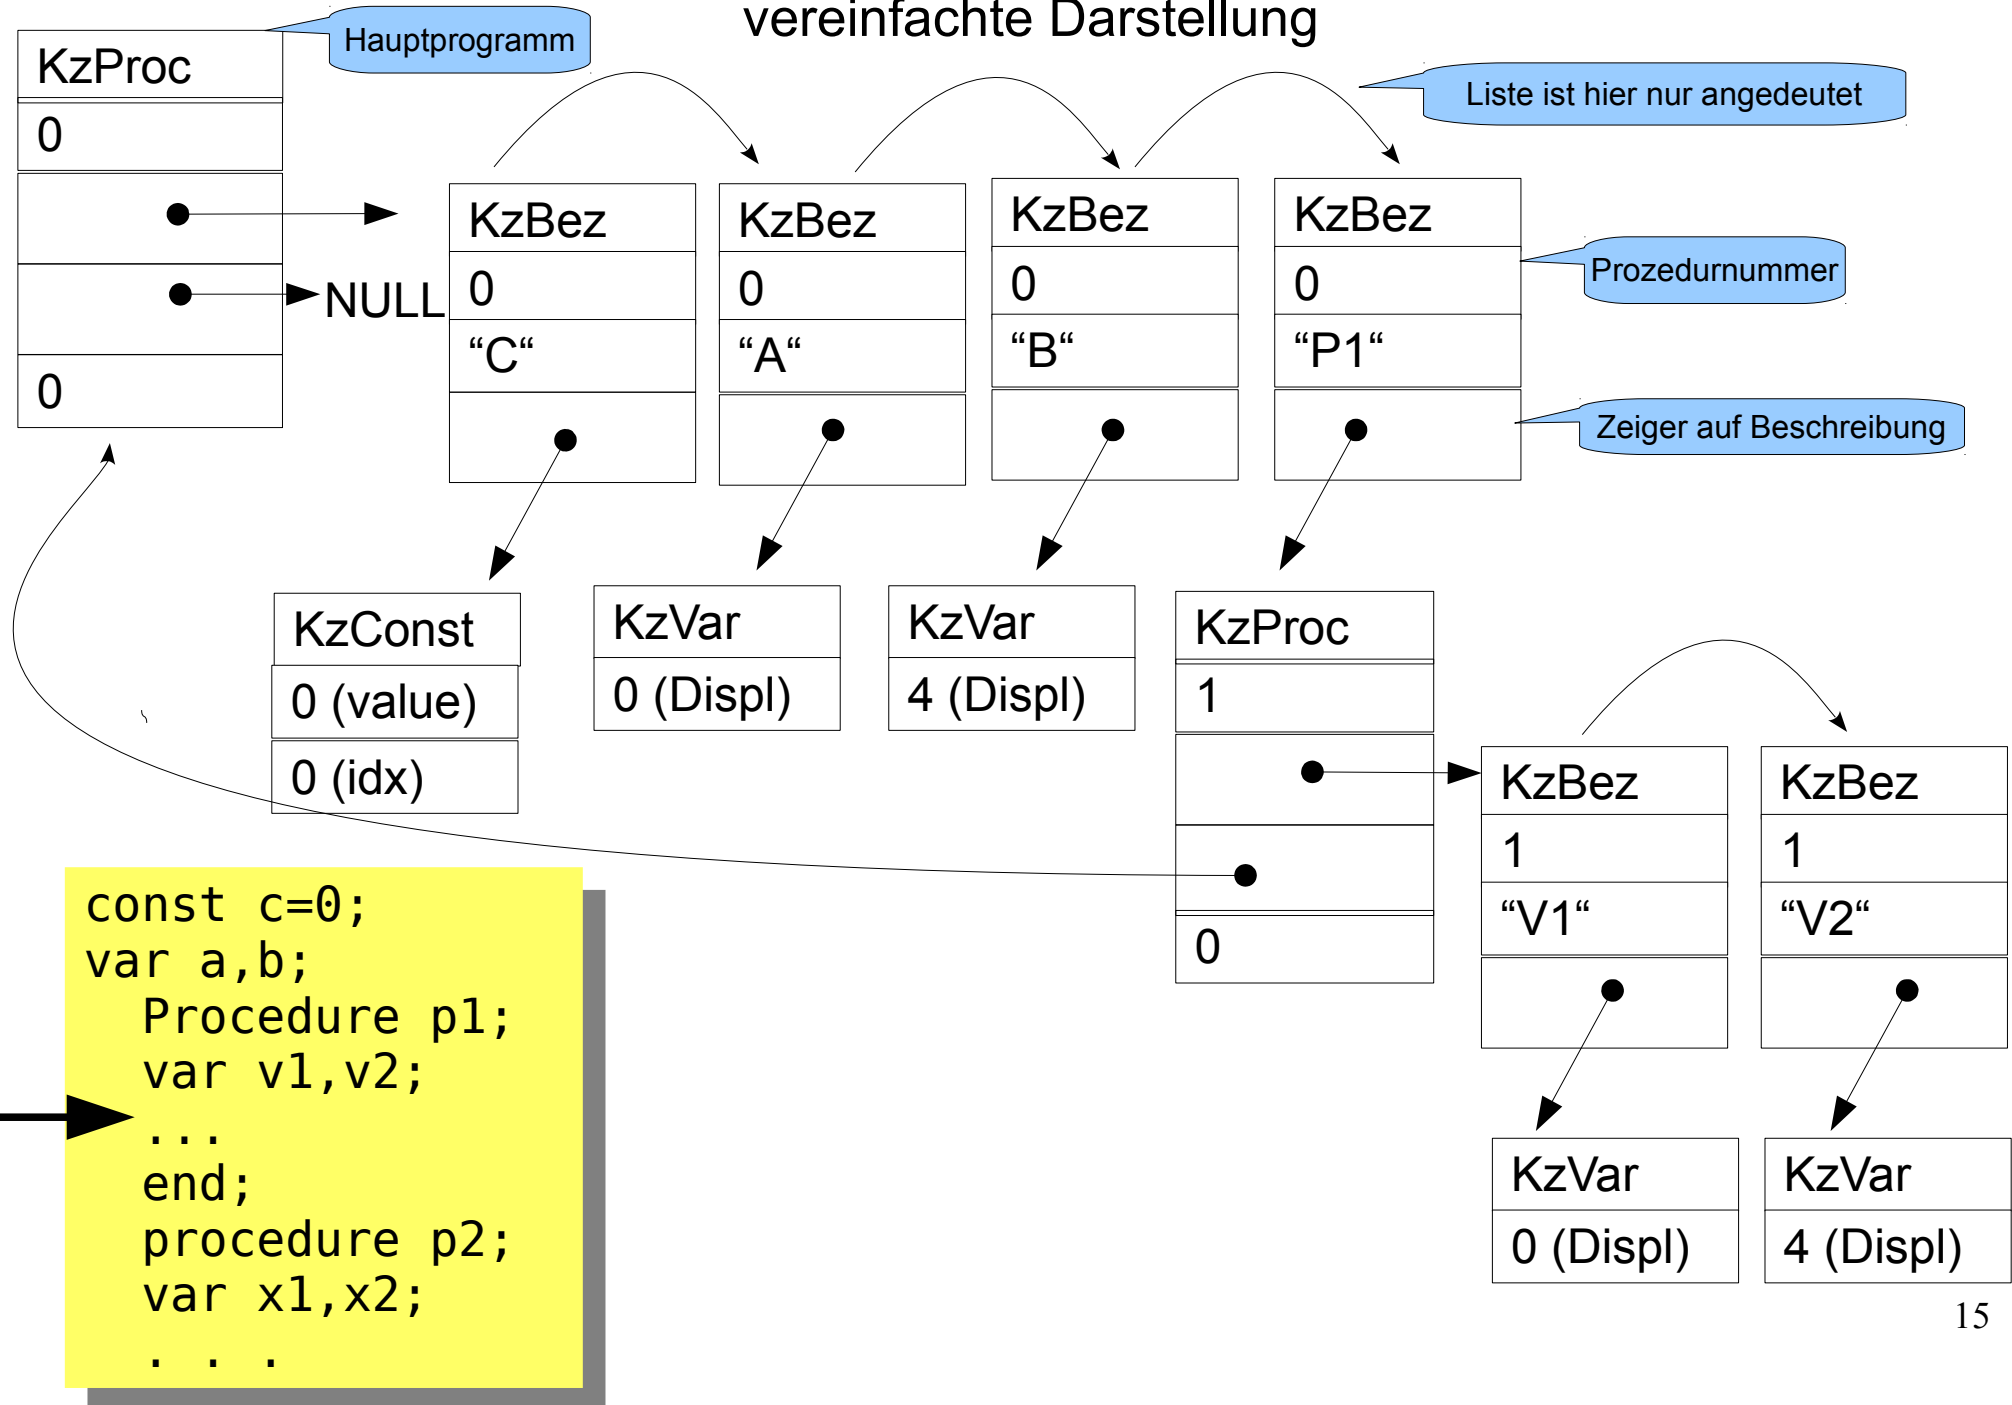 vereinfachte Darstellung
Hauptprogramm
KzProc
0
NULL
0
Liste ist hier nur angedeutet
KzBez
0
“C“
KzBez
0
“A“
KzBez
0
“B“
KzBez
0
“P1“
Prozedurnummer
Zeiger auf Beschreibung
KzConst
0 (value)
0 (idx)
KzVar
0 (Displ)
KzVar
4 (Displ)
KzProc
1
0
KzBez
1
“V1“
KzBez
1
“V2“
KzVar
0 (Displ)
KzVar
4 (Displ)
const c=0;
var a,b;
Procedure p1;
var v1,v2;
...
end;
procedure p2;
var x1,x2;
. . .
15